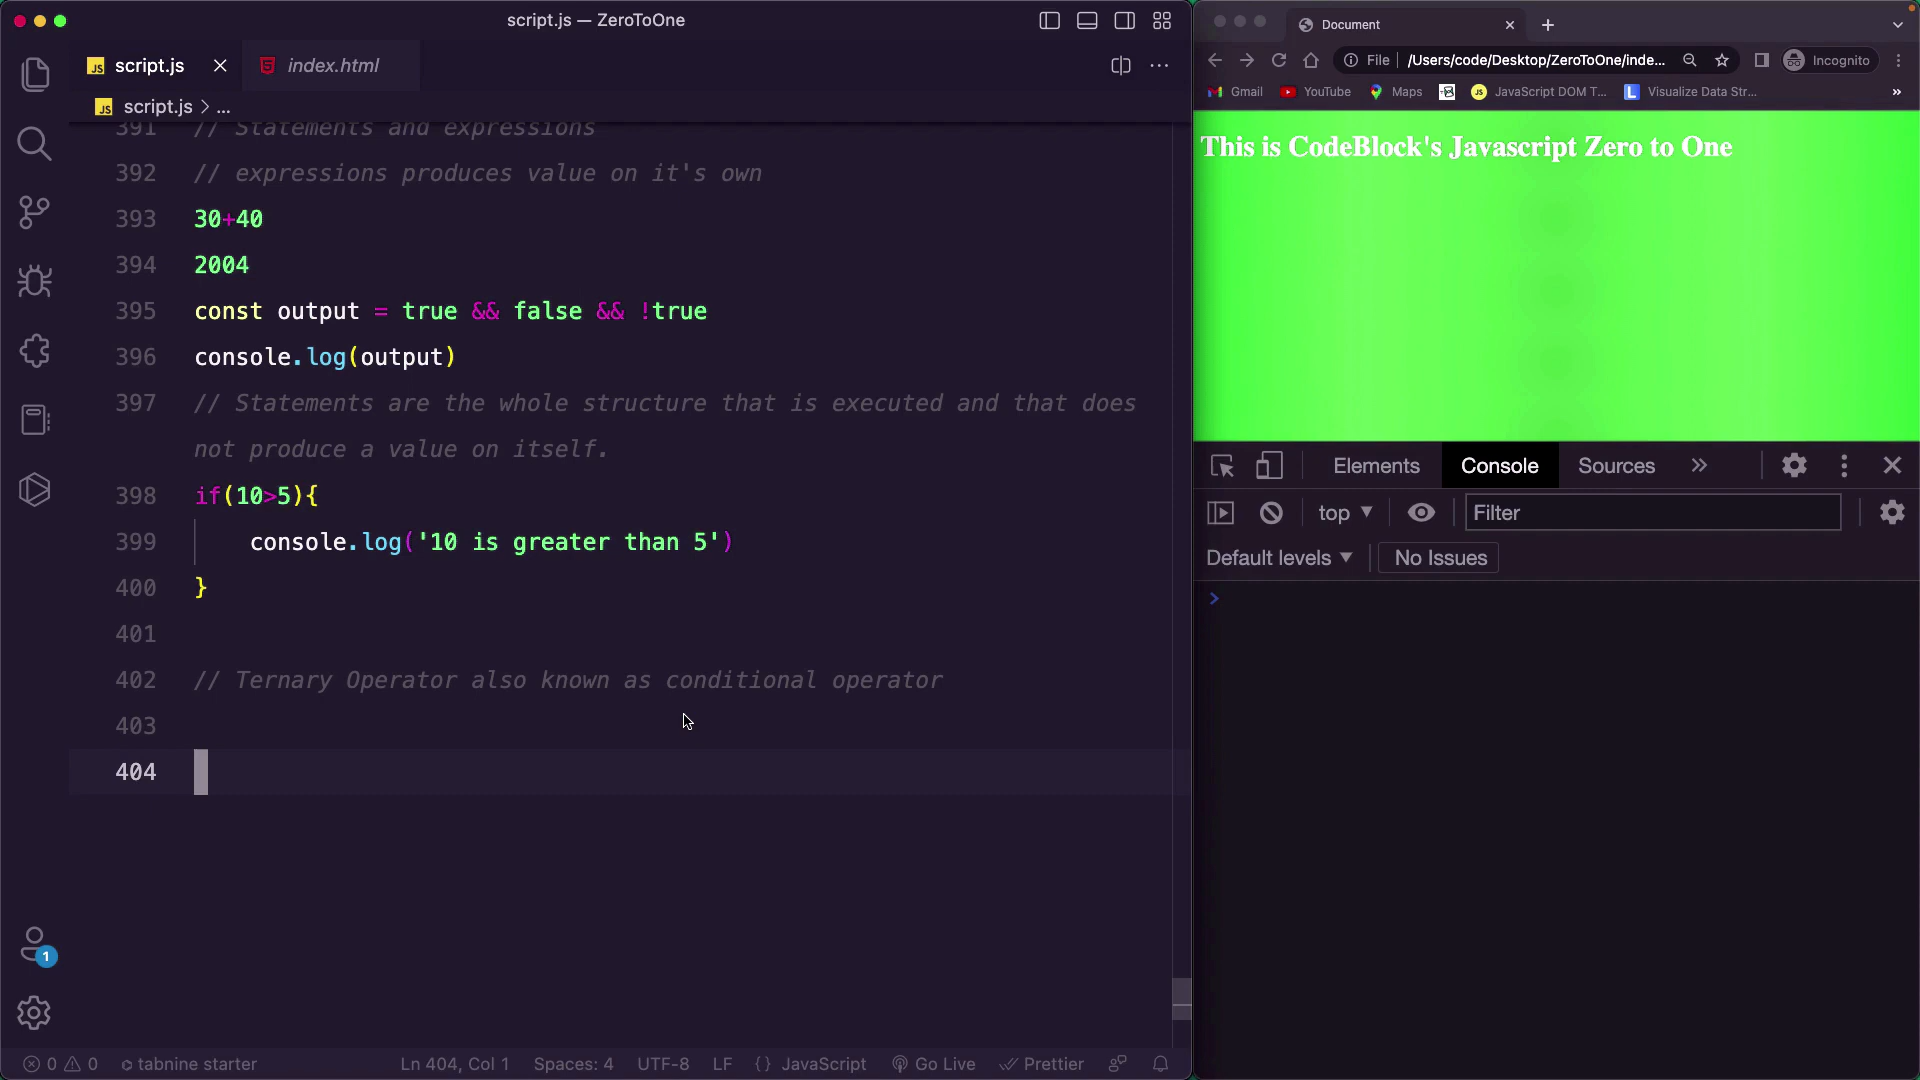 script.js — ZeroToOne
script.js
index.html
script.js > ...
391 // Statements and expressions
392 // expressions produces value on it's own
393 30+40
394 2004
395 const output = true && false && !true
396 console.log(output)
397 // Statements are the whole structure that is executed and that does
not produce a value on itself.
398 if(10>5){
399 console.log('10 is greater than 5')
400 }
401
402 // Ternary Operator also known as conditional operator
403
404
1
0 0 tabnine starter Ln 404, Col 1 Spaces: 4 UTF-8 LF {} JavaScript Go Live Prettier
Document
File /Users/code/Desktop/ZeroToOne/inde... Incognito
Gmail YouTube Maps JS JavaScript DOM T... L Visualize Data Str... »
This is CodeBlock's Javascript Zero to One
Elements Console Sources »
top Filter
Default levels No Issues
>